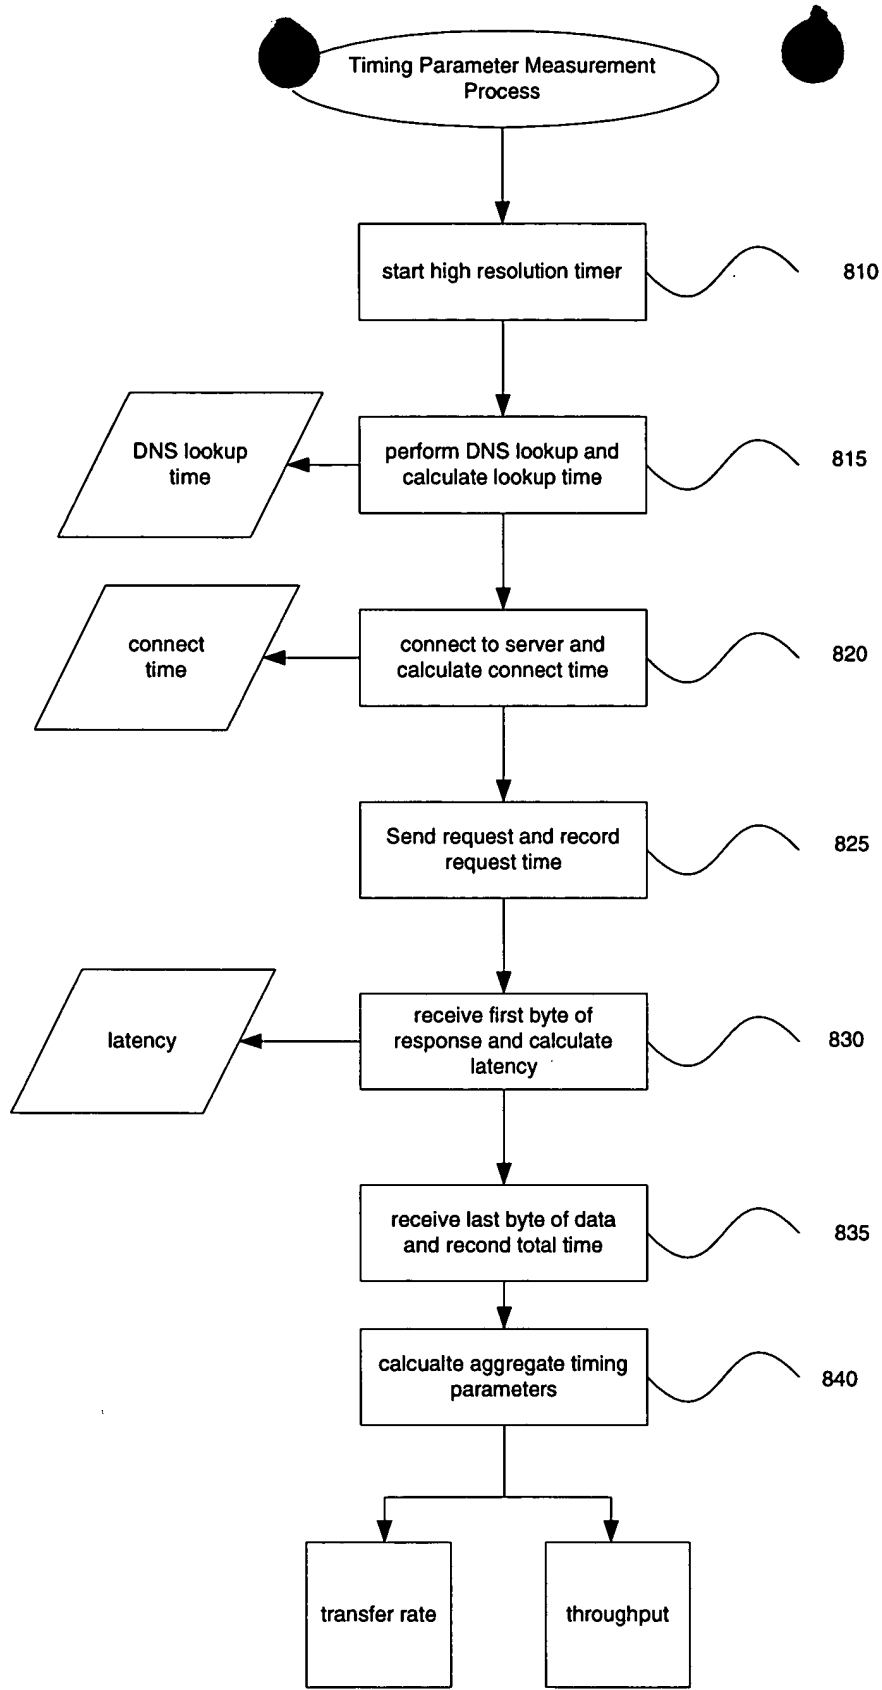 Timing Parameter Measurement
Process
start high resolution timer
810
DNS lookup
time
perform DNS lookup and
calculate lookup time
815
connect
time
connect to server and
calculate connect time
820
Send request and record
request time
825
latency
receive first byte of
response and calculate
latency
830
receive last byte of data
and recond total time
835
calcualte aggregate timing
parameters
840
transfer rate
throughput